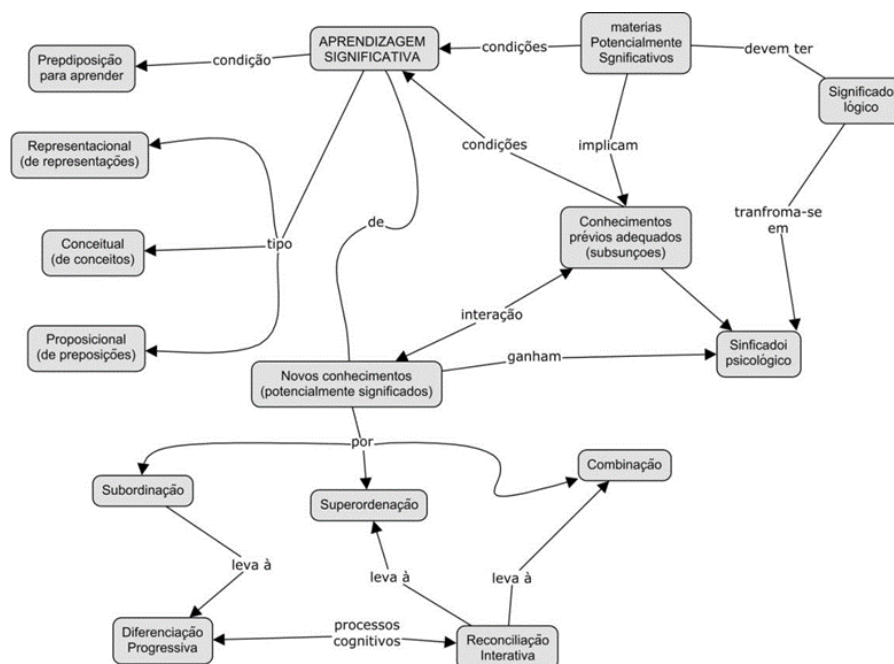 materias
Potencialmente
Sgnificativos
APRENDIZAGEM
SIGNIFICATIVA
condições
devem ter
Prepdiposição
para aprender
condição
Significado
lógico
Representacional
(de representações)
condições
implicam
tranfroma-se
em
Conhecimentos
prévios adequados
(subsunçoes)
de
Conceitual
(de conceitos)
tipo
interação
Proposicional
(de preposições)
Sinficadoi
psicológico
ganham
Novos conhecimentos
(potencialmente significados)
por
Combinação
Subordinação
Superordenação
leva à
leva à
leva à
processos
cognitivos
Diferenciação
Progressiva
Reconciliação
Interativa